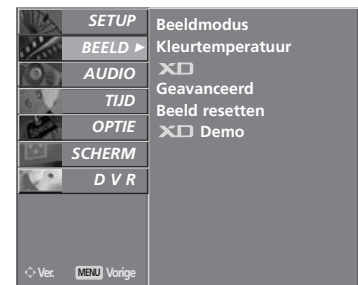 SETUP
BEELD ►
AUDIO
TIJD
OPTIE
SCHERM
D V R
Beeldmodus
Kleurtemperatuur
XD
Geavanceerd
Beeld resetten
XD Demo
Ver. MENU Vorige